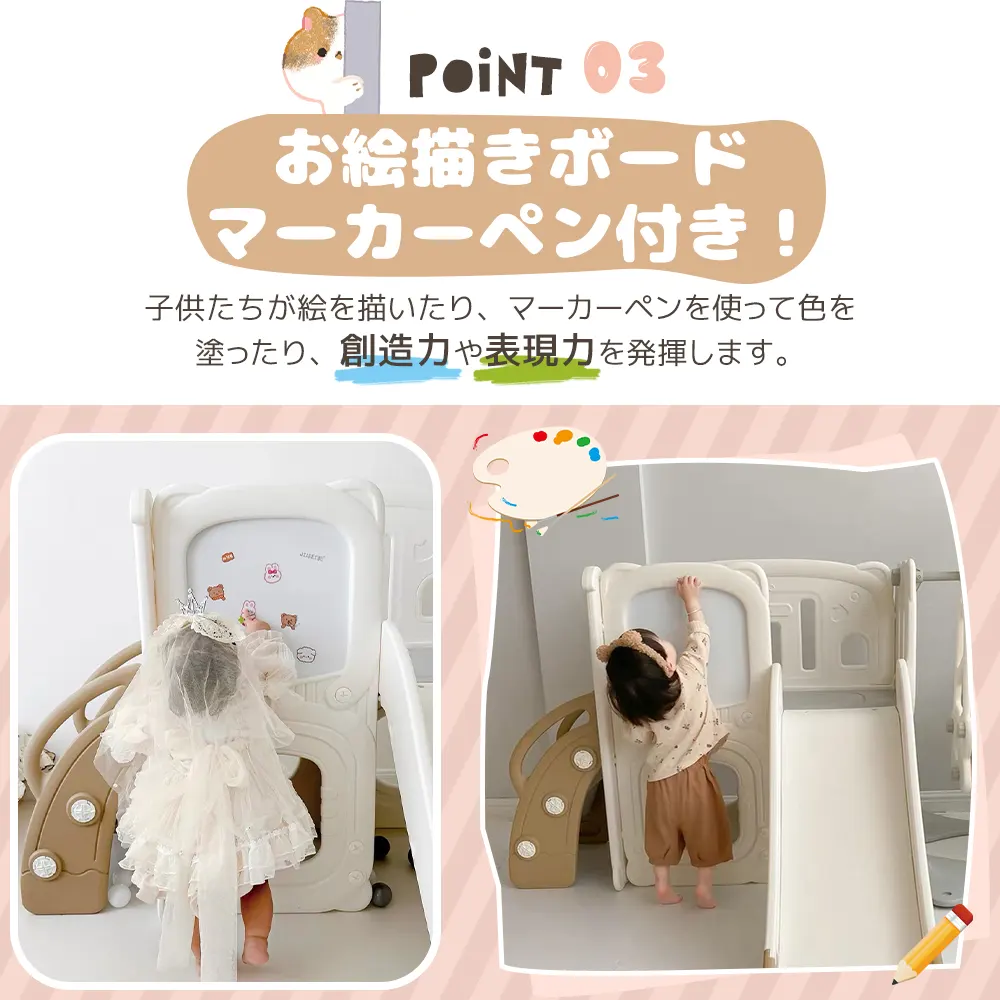 POiNT 03
お絵描きボード
マーカーペン付き！
子供たちが絵を描いたり、マーカーペンを使って色を
塗ったり、創造力や表現力を発揮します。